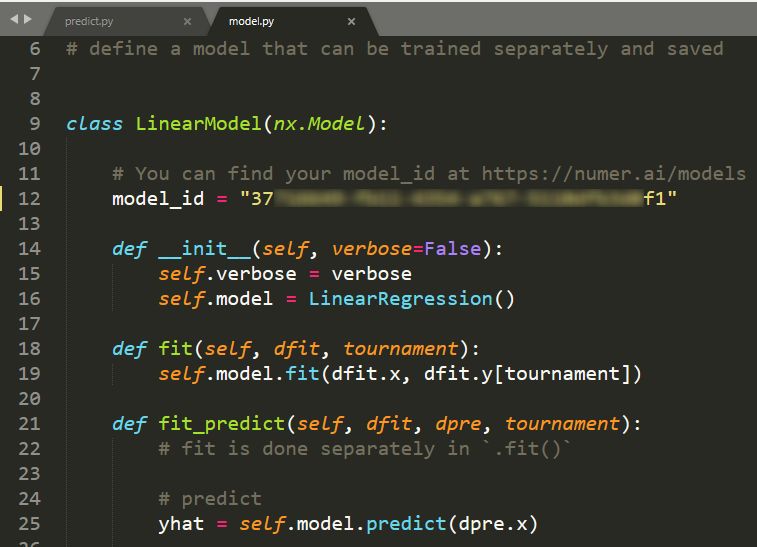 predict.py × model.py ×
6 # define a model that can be trained separately and saved
7
8
9 class LinearModel(nx.Model):
10
11 # You can find your model_id at https://numer.ai/models
12 model_id = "37 f1"
13
14 def __init__(self, verbose=False):
15 self.verbose = verbose
16 self.model = LinearRegression()
17
18 def fit(self, dfit, tournament):
19 self.model.fit(dfit.x, dfit.y[tournament])
20
21 def fit_predict(self, dfit, dpre, tournament):
22 # fit is done separately in `.fit()`
23
24 # predict
25 yhat = self.model.predict(dpre.x)